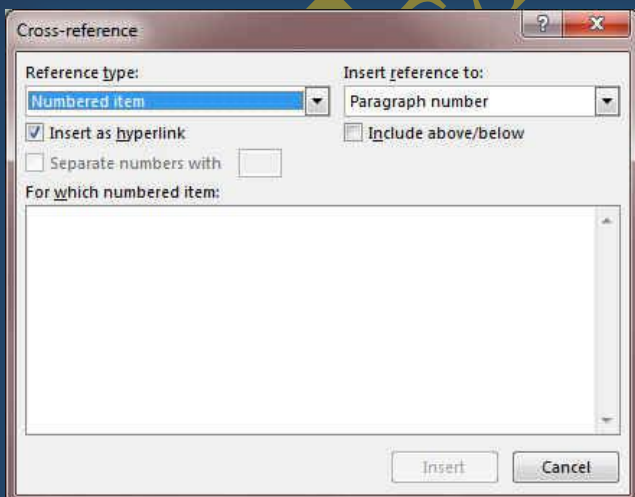 Cross-reference
Reference type:
Insert reference to:
Numbered item
Paragraph number
Insert as hyperlink
Include above/below
Separate numbers with
For which numbered item:
Insert
Cancel